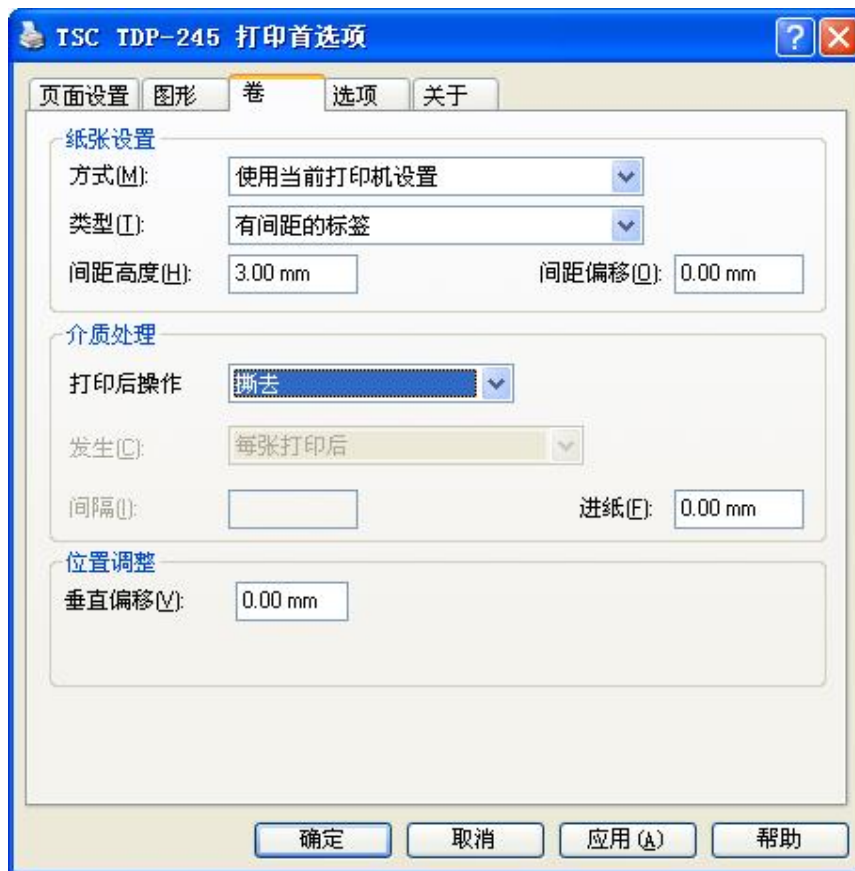 TSC TDP-245 打印首选项
页面设置 图形 卷 选项 关于
纸张设置
方式(M): 使用当前打印机设置
类型(T): 有间距的标签
间距高度(H): 3.00 mm 间距偏移(O): 0.00 mm
介质处理
打印后操作 撕去
发生(C): 每张打印后
间隔(I): 进纸(F): 0.00 mm
位置调整
垂直偏移(V): 0.00 mm
确定 取消 应用(A) 帮助